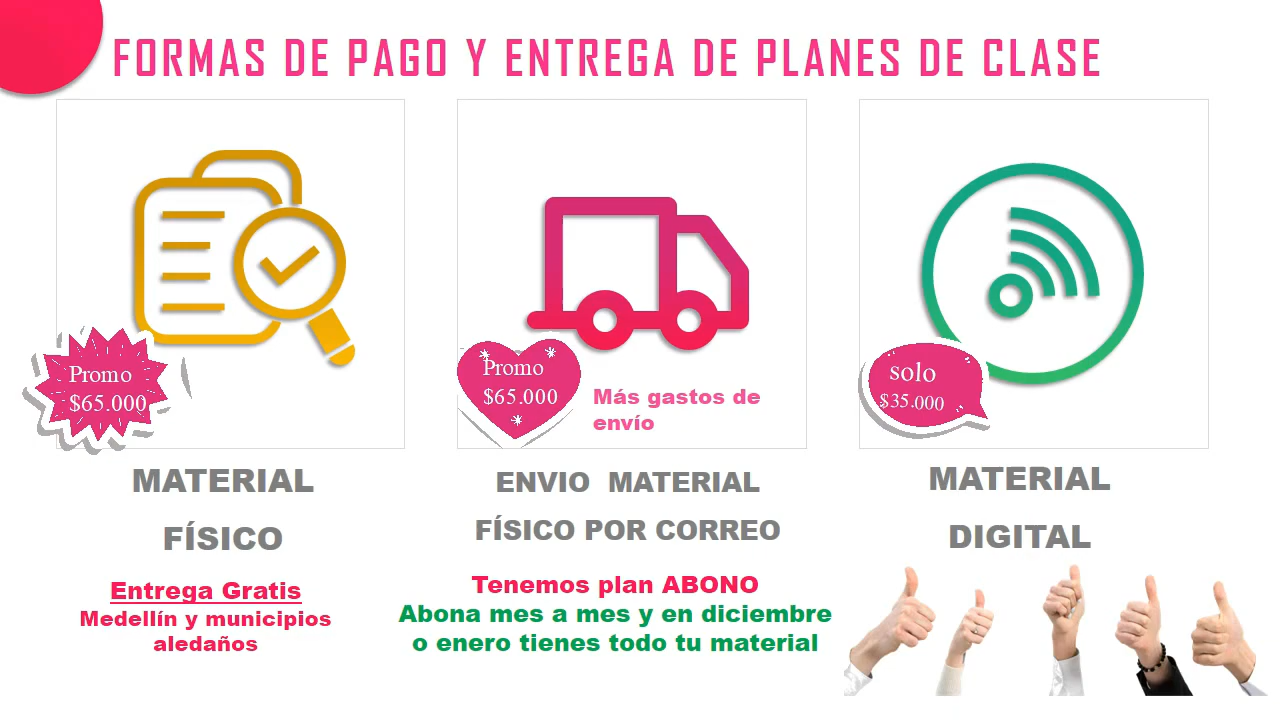 FORMAS DE PAGO Y ENTREGA DE PLANES DE CLASE
Promo
$65.000
MATERIAL
FÍSICO
Entrega Gratis
Medellín y municipios
aledaños
Promo
$65.000
Más gastos de
envío
ENVIO MATERIAL
FÍSICO POR CORREO
Tenemos plan ABONO
Abona mes a mes y en diciembre
o enero tienes todo tu material
solo
$35.000
MATERIAL
DIGITAL